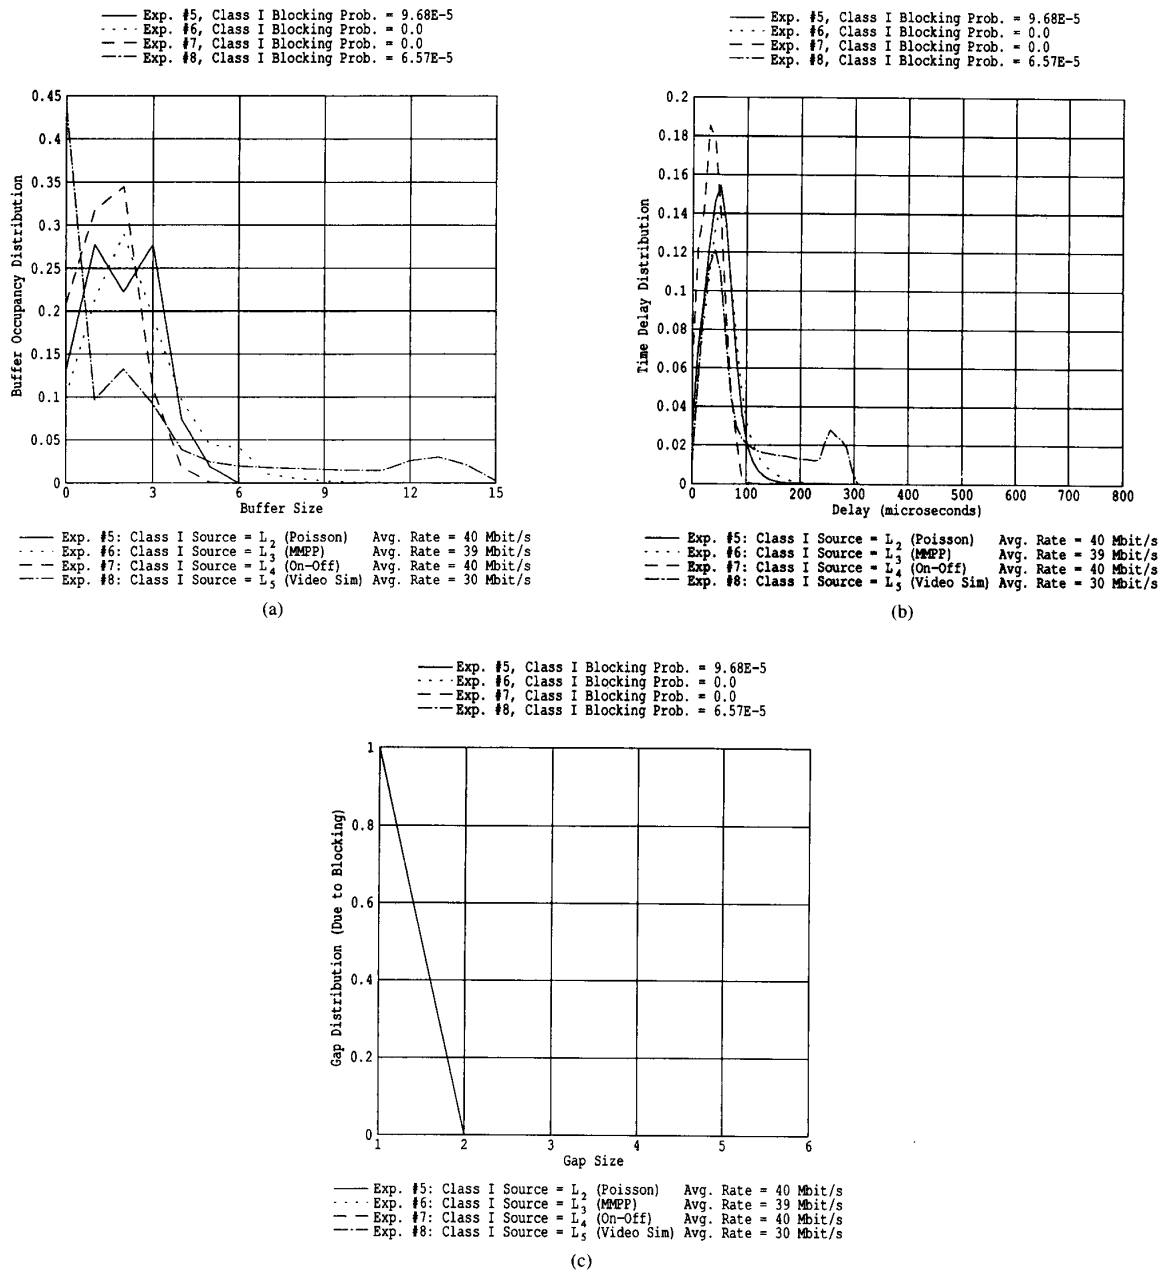 Exp. #5, Class I Blocking Prob. = 9.68E-5
Exp. #6, Class I Blocking Prob. = 0.0
Exp. #7, Class I Blocking Prob. = 0.0
Exp. #8, Class I Blocking Prob. = 6.57E-5
0.45
0.4
0.35
0.3
0.25
0.2
0.15
0.1
0.05
0
Buffer Occupancy Distribution
0 3 6 9 12 15
Buffer Size
Exp. #5: Class I Source = L2 (Poisson) Avg. Rate = 40 Mbit/s
Exp. #6: Class I Source = L3 (MMPP) Avg. Rate = 39 Mbit/s
Exp. #7: Class I Source = L4 (On-Off) Avg. Rate = 40 Mbit/s
Exp. #8: Class I Source = L5 (Video Sim) Avg. Rate = 30 Mbit/s
(a)
Exp. #5, Class I Blocking Prob. = 9.68E-5
Exp. #6, Class I Blocking Prob. = 0.0
Exp. #7, Class I Blocking Prob. = 0.0
Exp. #8, Class I Blocking Prob. = 6.57E-5
0.2
0.18
0.16
0.14
0.12
0.1
0.08
0.06
0.04
0.02
0
Time Delay Distribution
0 100 200 300 400 500 600 700 800
Delay (microseconds)
Exp. #5: Class I Source = L2 (Poisson) Avg. Rate = 40 Mbit/s
Exp. #6: Class I Source = L3 (MMPP) Avg. Rate = 39 Mbit/s
Exp. #7: Class I Source = L4 (On-Off) Avg. Rate = 40 Mbit/s
Exp. #8: Class I Source = L5 (Video Sim) Avg. Rate = 30 Mbit/s
(b)
Exp. #5, Class I Blocking Prob. = 9.68E-5
Exp. #6, Class I Blocking Prob. = 0.0
Exp. #7, Class I Blocking Prob. = 0.0
Exp. #8, Class I Blocking Prob. = 6.57E-5
1
0.8
0.6
0.4
0.2
0
Gap Distribution (Due to Blocking)
1 2 3 4 5 6
Gap Size
Exp. #5: Class I Source = L2 (Poisson) Avg. Rate = 40 Mbit/s
Exp. #6: Class I Source = L3 (MMPP) Avg. Rate = 39 Mbit/s
Exp. #7: Class I Source = L4 (On-Off) Avg. Rate = 40 Mbit/s
Exp. #8: Class I Source = L5 (Video Sim) Avg. Rate = 30 Mbit/s
(c)